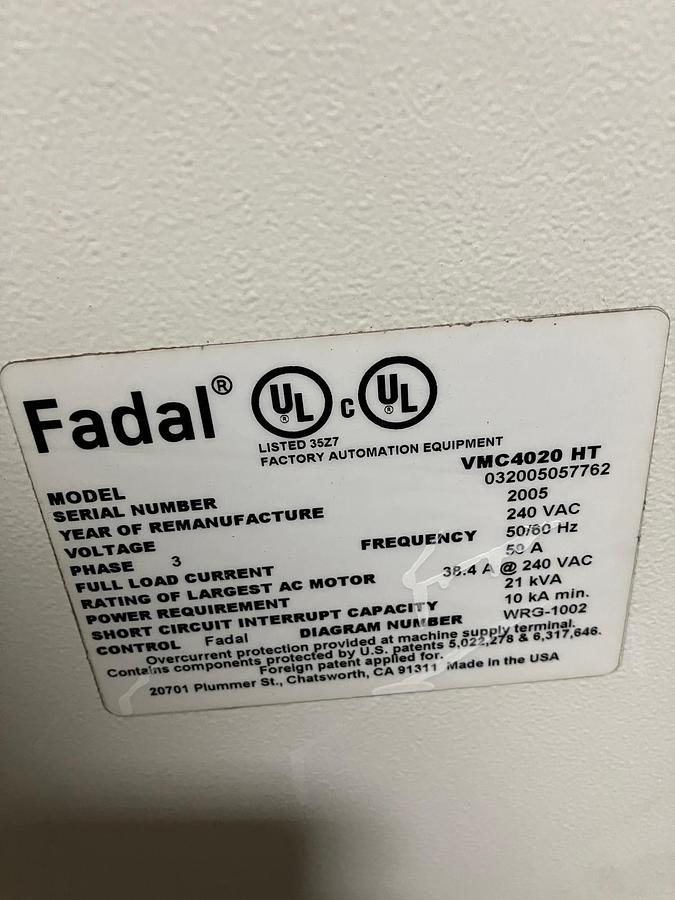 Fadal®
UL® c UL®
LISTED 35Z7
FACTORY AUTOMATION EQUIPMENT
MODEL VMC4020 HT
SERIAL NUMBER 032005057762
YEAR OF REMANUFACTURE 2005
VOLTAGE 240 VAC
PHASE 3 FREQUENCY 50/60 Hz
FULL LOAD CURRENT 50 A
RATING OF LARGEST AC MOTOR 38.4 A @ 240 VAC
POWER REQUIREMENT 21 kVA
SHORT CIRCUIT INTERRUPT CAPACITY 10 kA min.
CONTROL Fadal DIAGRAM NUMBER WRG-1002
Overcurrent protection provided at machine supply terminal.
Contains components protected by U.S. patents 5,022,278 & 6,317,646.
Foreign patent applied for.
20701 Plummer St., Chatsworth, CA 91311 Made in the USA